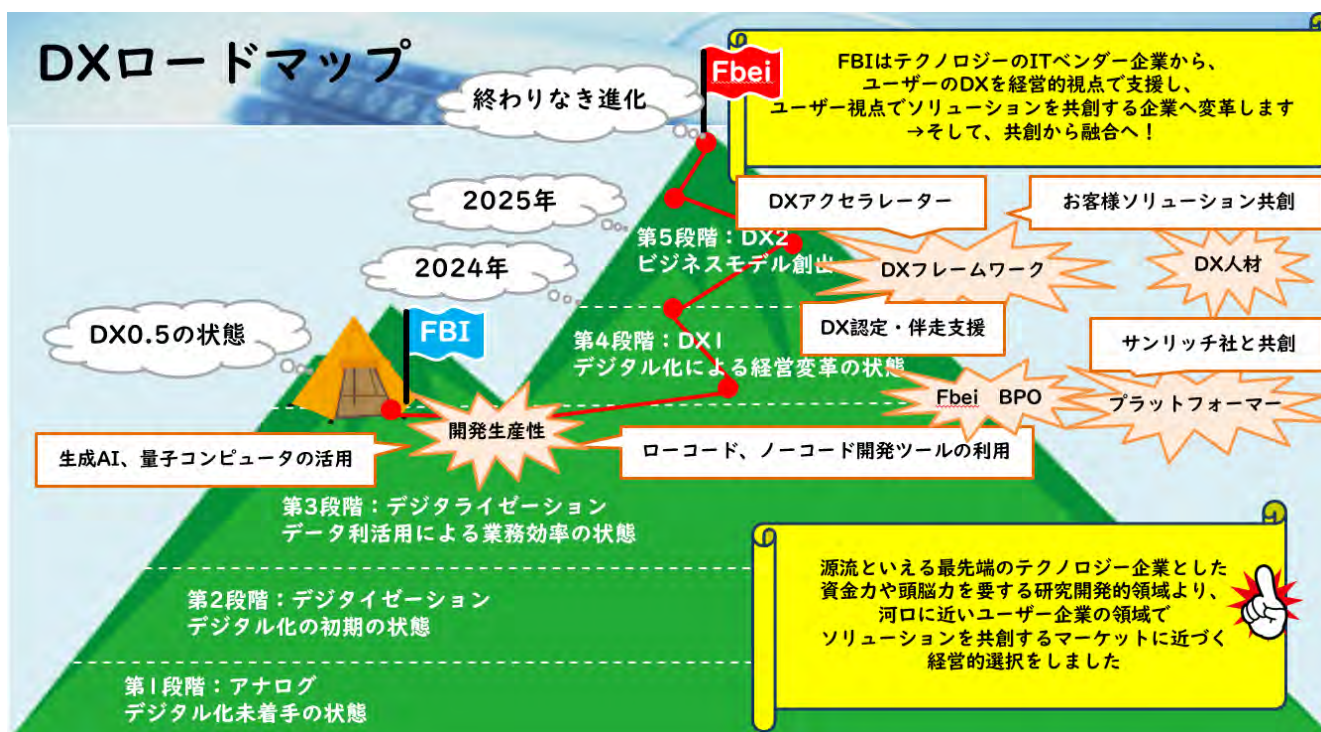 DXロードマップ
終わりなき進化
Fbei
FBIはテクノロジーのITベンダー企業から、
ユーザーのDXを経営的視点で支援し、
ユーザー視点でソリューションを共創する企業へ変革します
→そして、共創から融合へ！
2025年
DXアクセラレーター
お客様ソリューション共創
第5段階：DX2
ビジネスモデル創出
DXフレームワーク
DX人材
2024年
DX0.5の状態
FBI
DX認定・伴走支援
サンリッチ社と共創
第4段階：DX1
デジタル化による経営変革の状態
Fbei BPO
プラットフォーマー
開発生産性
生成AI、量子コンピュータの活用
ローコード、ノーコード開発ツールの利用
第3段階：デジタライゼーション
データ利活用による業務効率の状態
第2段階：デジタイゼーション
デジタル化の初期の状態
第1段階：アナログ
デジタル化未着手の状態
源流といえる最先端のテクノロジー企業とした
資金力や頭脳力を要する研究開発的領域より、
河口に近いユーザー企業の領域で
ソリューションを共創するマーケットに近づく
経営的選択をしました